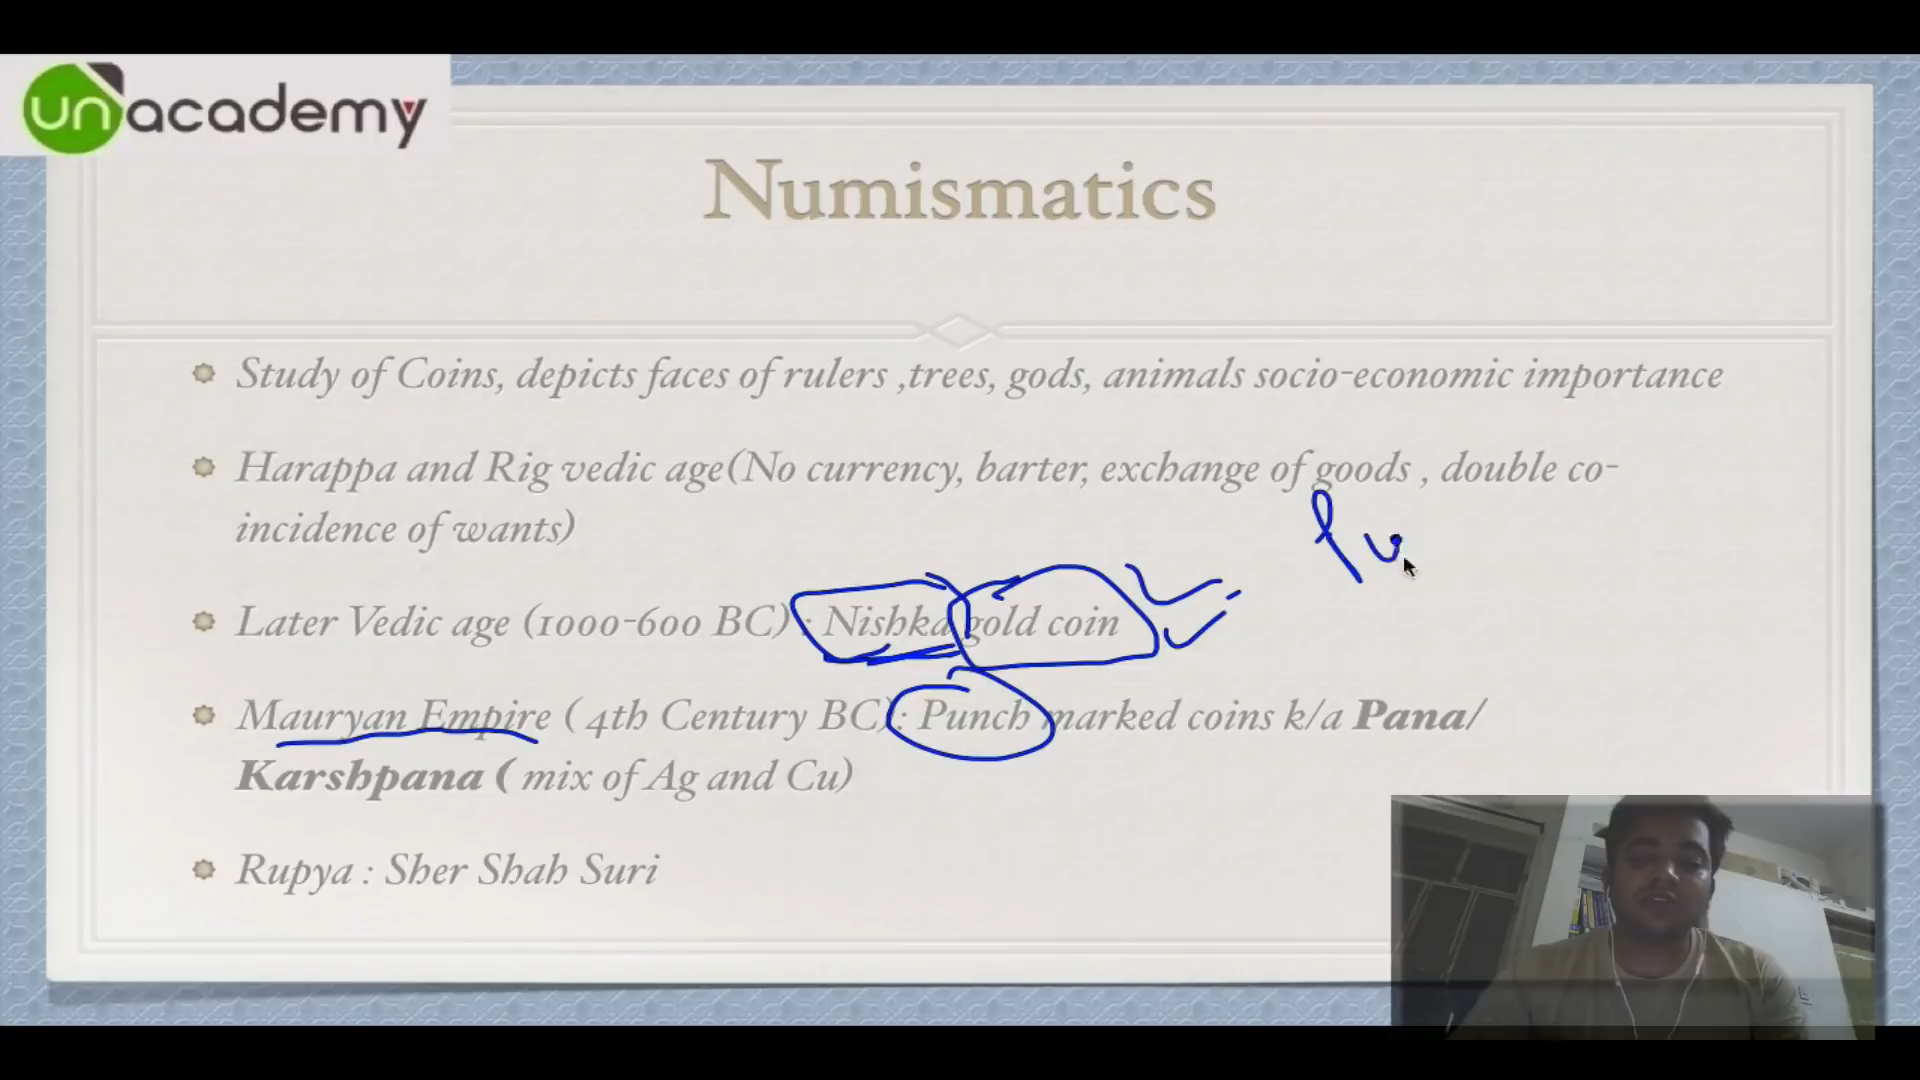 unacademy
Numismatics
Study of Coins, depicts faces of rulers ,trees, gods, animals socio-economic importance
Harappa and Rig vedic age(No currency, barter, exchange of goods , double co-
incidence of wants)
Pu
Later Vedic age (1000-600 BC) : Nishka gold coin
Mauryan Empire ( 4th Century BC): Punch marked coins k/a Pana/
Karshpana ( mix of Ag and Cu)
Rupya : Sher Shah Suri